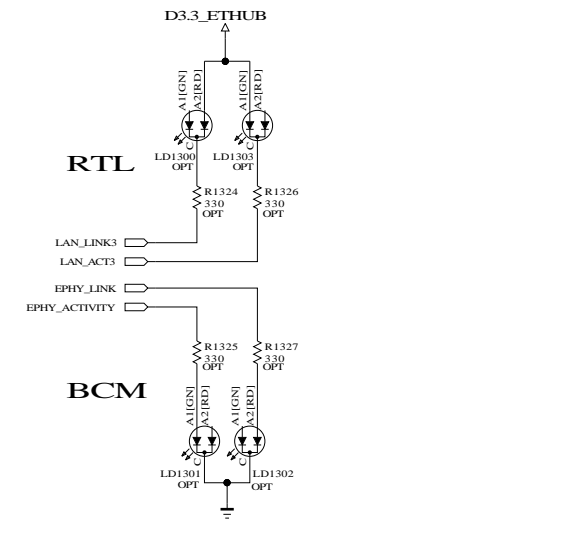 D3.3_ETHUB
A1[GN]
A2[RD]
A1[GN]
A2[RD]
C
C
LD1300
OPT
LD1303
OPT
RTL
R1324
330
OPT
R1326
330
OPT
LAN_LINK3
LAN_ACT3
EPHY_LINK
EPHY_ACTIVITY
R1325
330
OPT
R1327
330
OPT
BCM
A1[GN]
A2[RD]
A1[GN]
A2[RD]
C
C
LD1301
OPT
LD1302
OPT